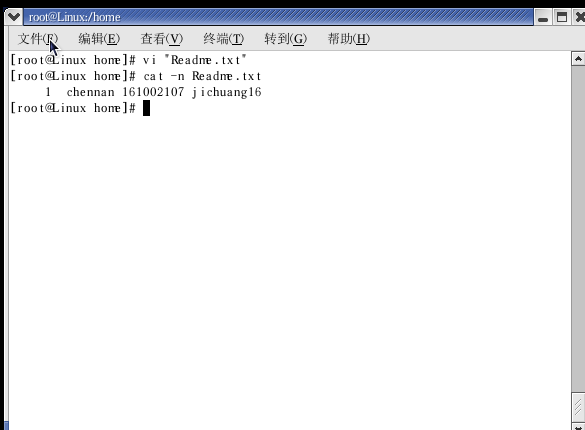 root@Linux:/home
文件(F) 编辑(E) 查看(V) 终端(T) 转到(G) 帮助(H)
[root@Linux home]# vi "Readme.txt"
[root@Linux home]# cat -n Readme.txt
1 chennan 161002107 jichuang16
[root@Linux home]#